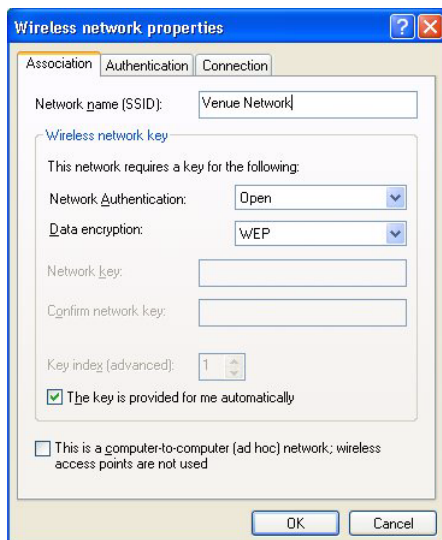 Wireless network properties
Association Authentication Connection
Network name (SSID): Venue Network
Wireless network key
This network requires a key for the following:
Network Authentication: Open
Data encryption: WEP
Network key:
Confirm network key:
Key index (advanced): 1
The key is provided for me automatically
This is a computer-to-computer (ad hoc) network; wireless
access points are not used
OK Cancel